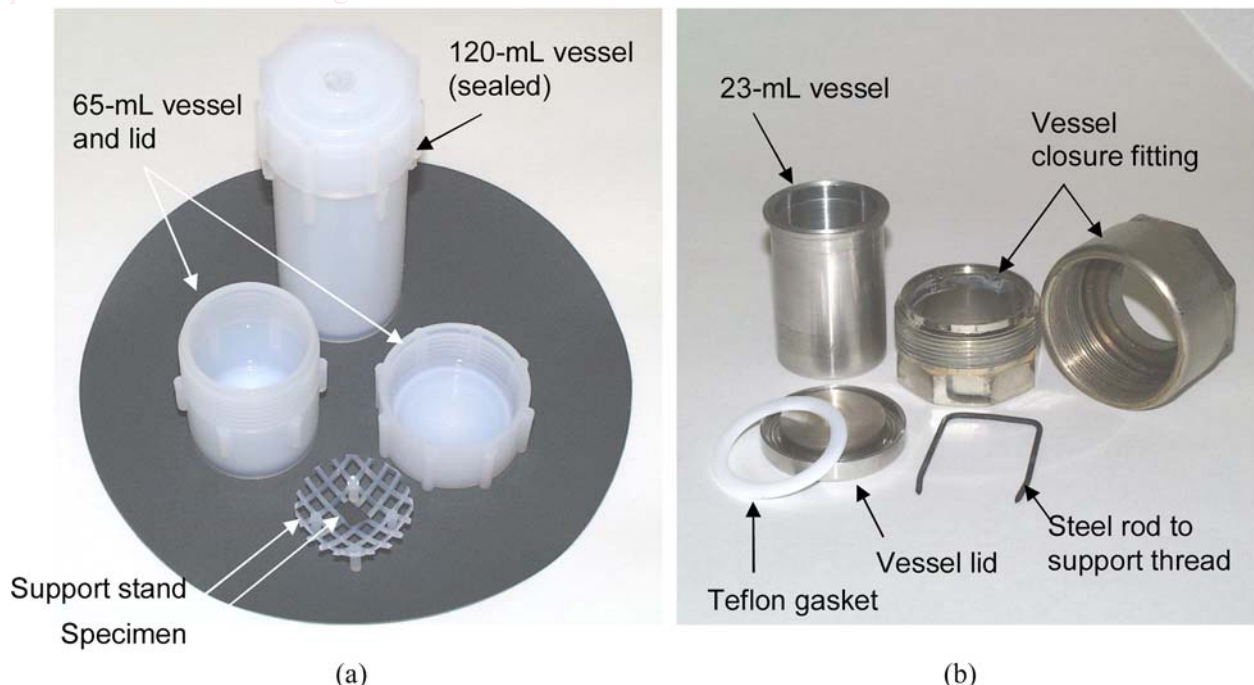 120-mL vessel
(sealed)
65-mL vessel
and lid
Support stand
Specimen
(a)
23-mL vessel
Vessel
closure fitting
Steel rod to
support thread
Vessel lid
Teflon gasket
(b)